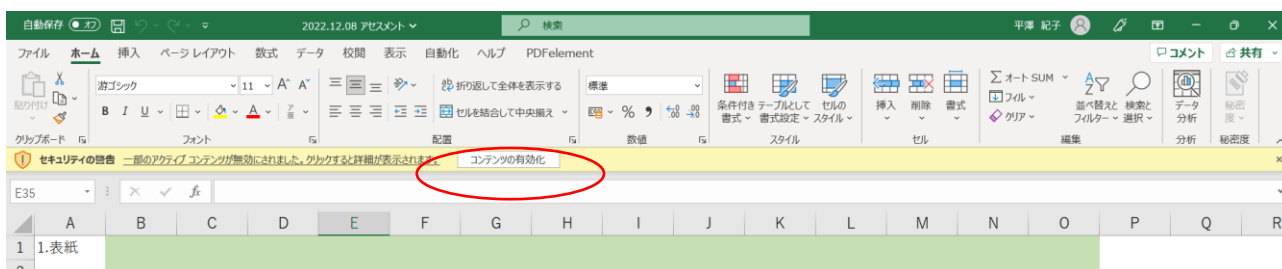 自動保存 オフ 2022.12.08 アセスメント 検索 平澤 紀子
ファイル ホーム 挿入 ページ レイアウト 数式 データ 校閲 表示 自動化 ヘルプ PDFelement コメント 共有
貼り付け 游ゴシック 11 A^ Aˇ 折り返して全体を表示する 標準 条件付き書式 テーブルとして書式設定 セルのスタイル 挿入 削除 書式 Σ オート SUM フィル クリア 並べ替えと フィルター 検索と 選択 データ 分析 秘密度
B I U A セルを結合して中央揃え % 9
クリップボード フォント 配置 数値 スタイル セル 編集 分析 秘密度
セキュリティの警告 一部のアクティブ コンテンツが無効にされました。クリックすると詳細が表示されます。 コンテンツの有効化
E35 fx
A B C D E F G H I J K L M N O P Q R
1 1.表紙